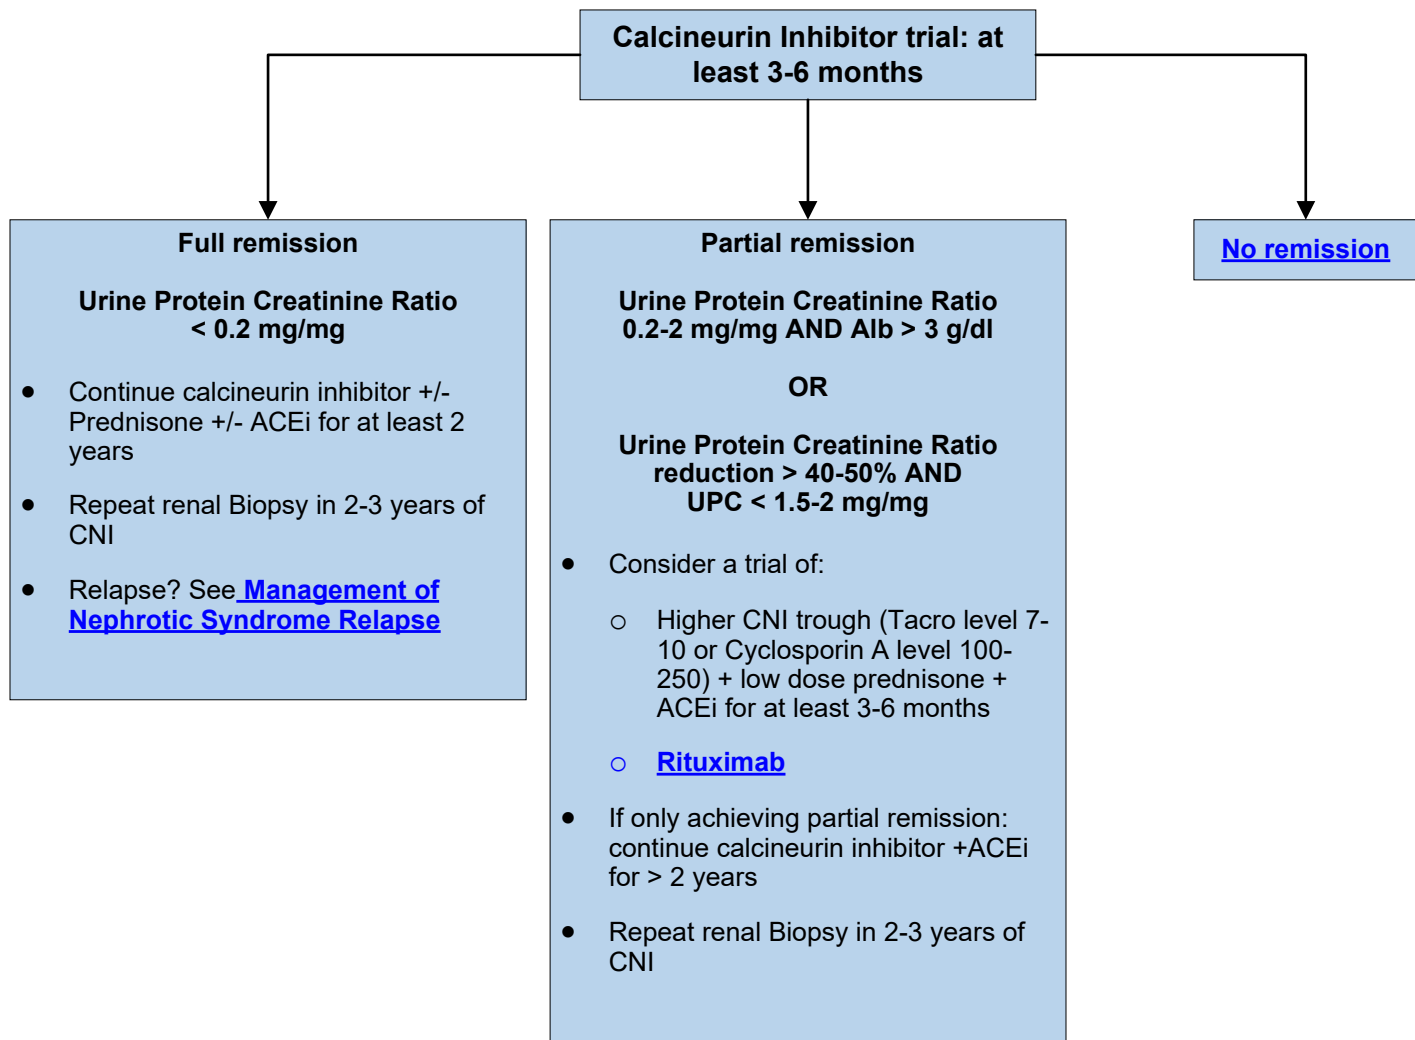 Calcineurin Inhibitor trial: at
least 3-6 months
Full remission
Urine Protein Creatinine Ratio
< 0.2 mg/mg
● Continue calcineurin inhibitor +/-
Prednisone +/- ACEi for at least 2
years
● Repeat renal Biopsy in 2-3 years of
CNI
● Relapse? See Management of
Nephrotic Syndrome Relapse
Partial remission
Urine Protein Creatinine Ratio
0.2-2 mg/mg AND Alb > 3 g/dl
OR
Urine Protein Creatinine Ratio
reduction > 40-50% AND
UPC < 1.5-2 mg/mg
● Consider a trial of:
○ Higher CNI trough (Tacro level 7-
10 or Cyclosporin A level 100-
250) + low dose prednisone +
ACEi for at least 3-6 months
○ Rituximab
● If only achieving partial remission:
continue calcineurin inhibitor +ACEi
for > 2 years
● Repeat renal Biopsy in 2-3 years of
CNI
No remission